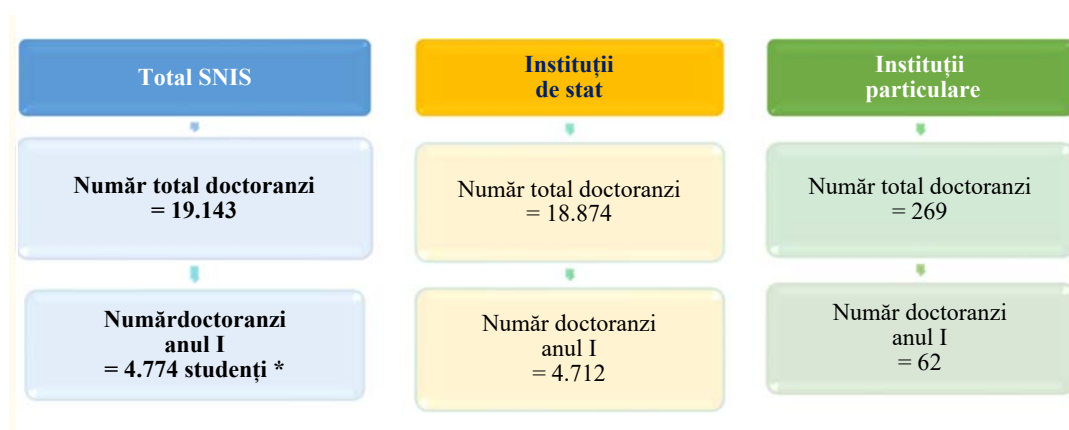 Total SNIS
Număr total doctoranzi
= 19.143
Numărdoctoranzi
anul I
= 4.774 studenți *
Instituții
de stat
Număr total doctoranzi
= 18.874
Număr doctoranzi
anul I
= 4.712
Instituții
particulare
Număr total doctoranzi
= 269
Număr doctoranzi
anul I
= 62